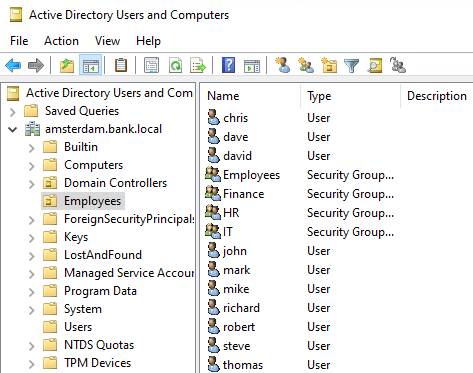 Active Directory Users and Computers
File Action View Help
Active Directory Users and Com
Saved Queries
amsterdam.bank.local
Builtin
Computers
Domain Controllers
Employees
ForeignSecurityPrincipals
Keys
LostAndFound
Managed Service Accour
Program Data
System
Users
NTDS Quotas
TPM Devices
Name Type Description
chris User
dave User
david User
Employees Security Group...
Finance Security Group...
HR Security Group...
IT Security Group...
john User
mark User
mike User
richard User
robert User
steve User
thomas User